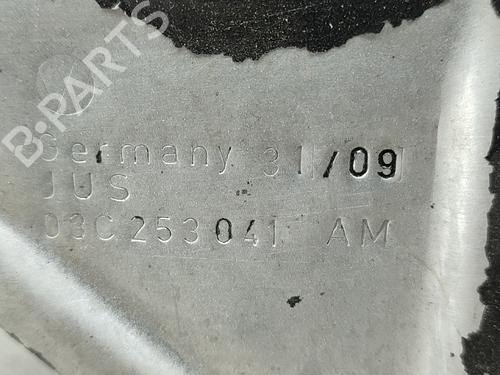 B-PARTS
Germany 31/09
JUS
03C 253 041 AM